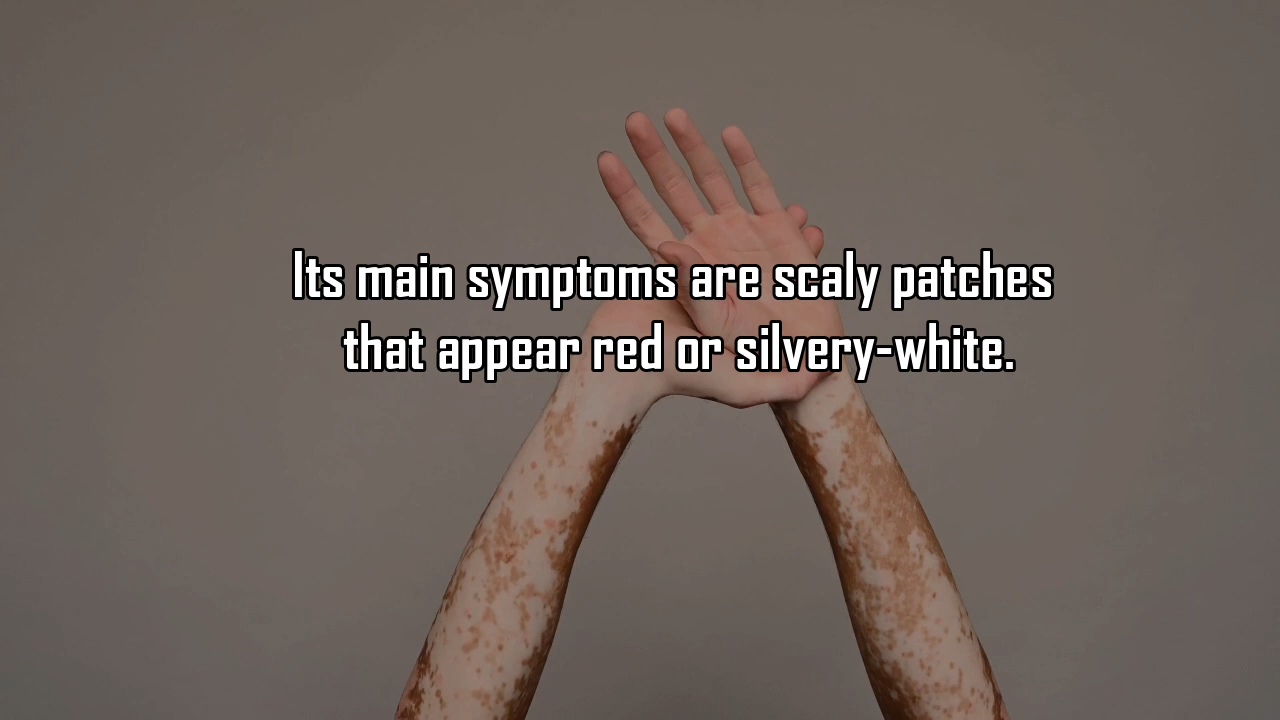 Its main symptoms are scaly patches
that appear red or silvery-white.